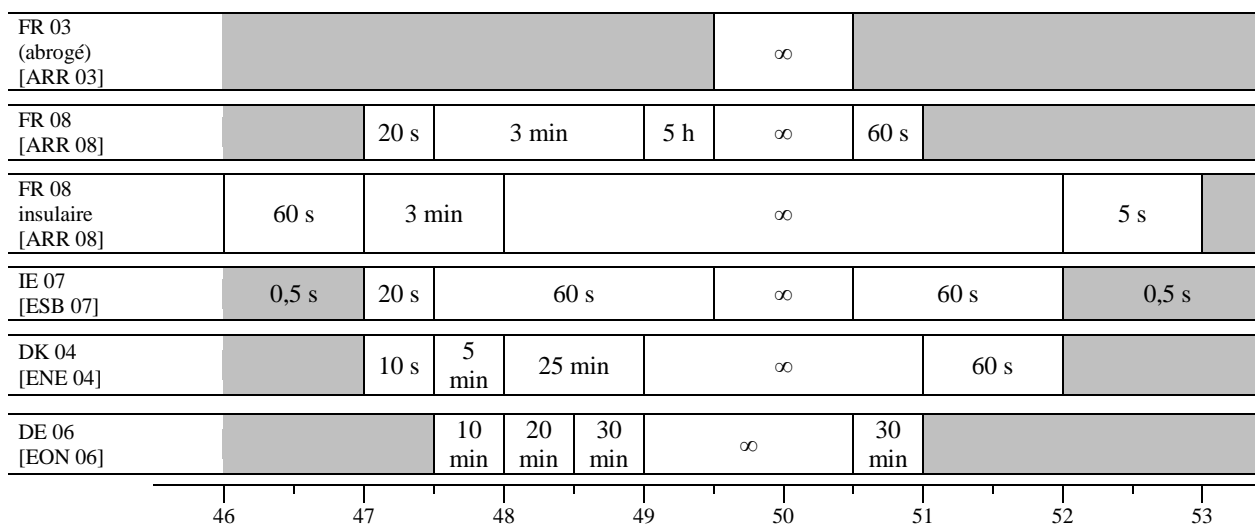 FR 03
(abrogé)
[ARR 03]
∞
FR 08
[ARR 08]
20 s
3 min
5 h
∞
60 s
FR 08
insulaire
[ARR 08]
60 s
3 min
∞
5 s
IE 07
[ESB 07]
0,5 s
20 s
60 s
∞
60 s
0,5 s
DK 04
[ENE 04]
10 s
5
min
25 min
∞
60 s
DE 06
[EON 06]
10
min
20
min
30
min
∞
30
min
46 47 48 49 50 51 52 53